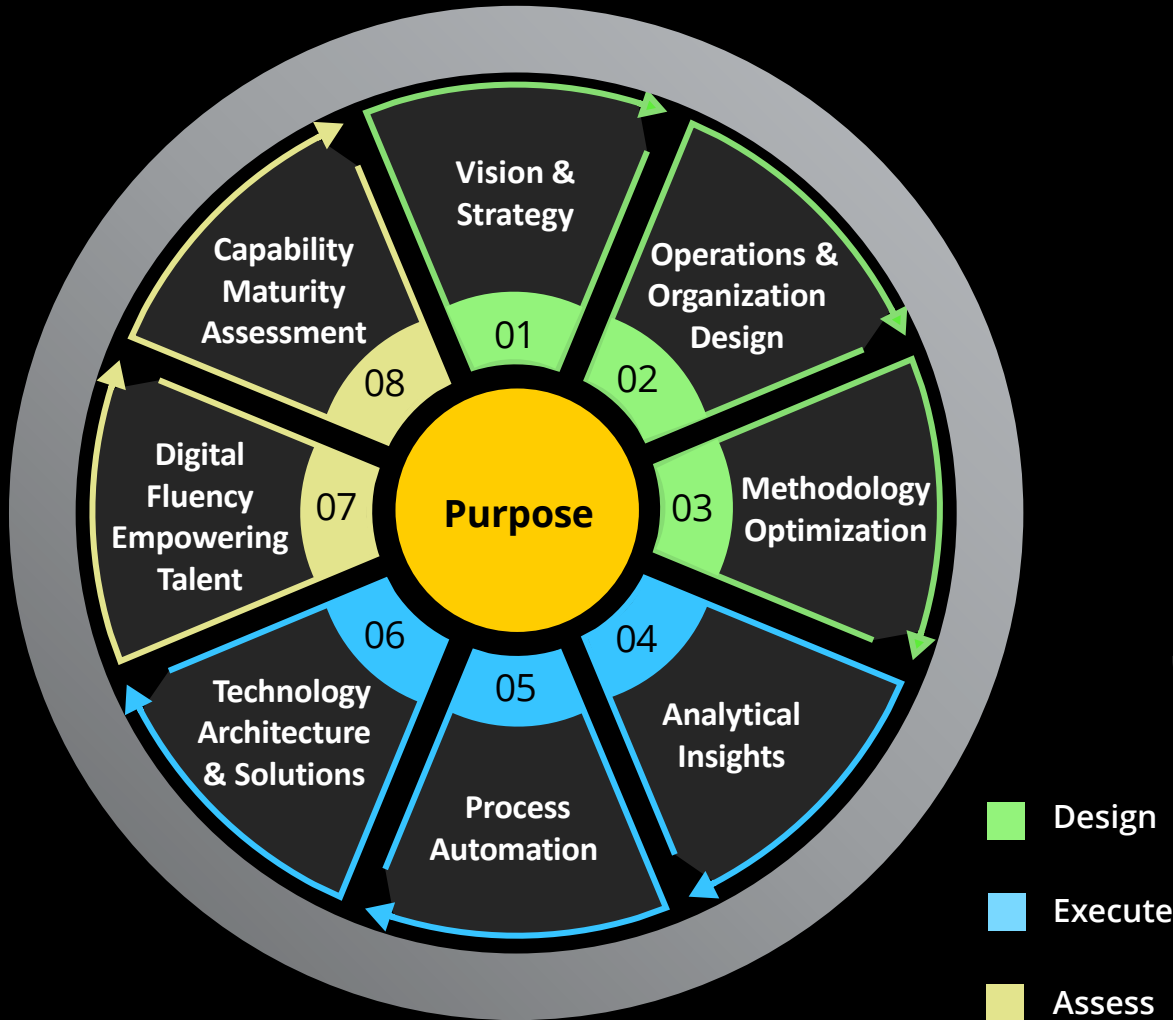 Vision &
Strategy
01
Operations &
Organization
Design
02
03
Methodology
Optimization
04
Analytical
Insights
05
Process
Automation
06
Technology
Architecture
& Solutions
07
Digital
Fluency
Empowering
Talent
08
Capability
Maturity
Assessment
Purpose
Design
Execute
Assess